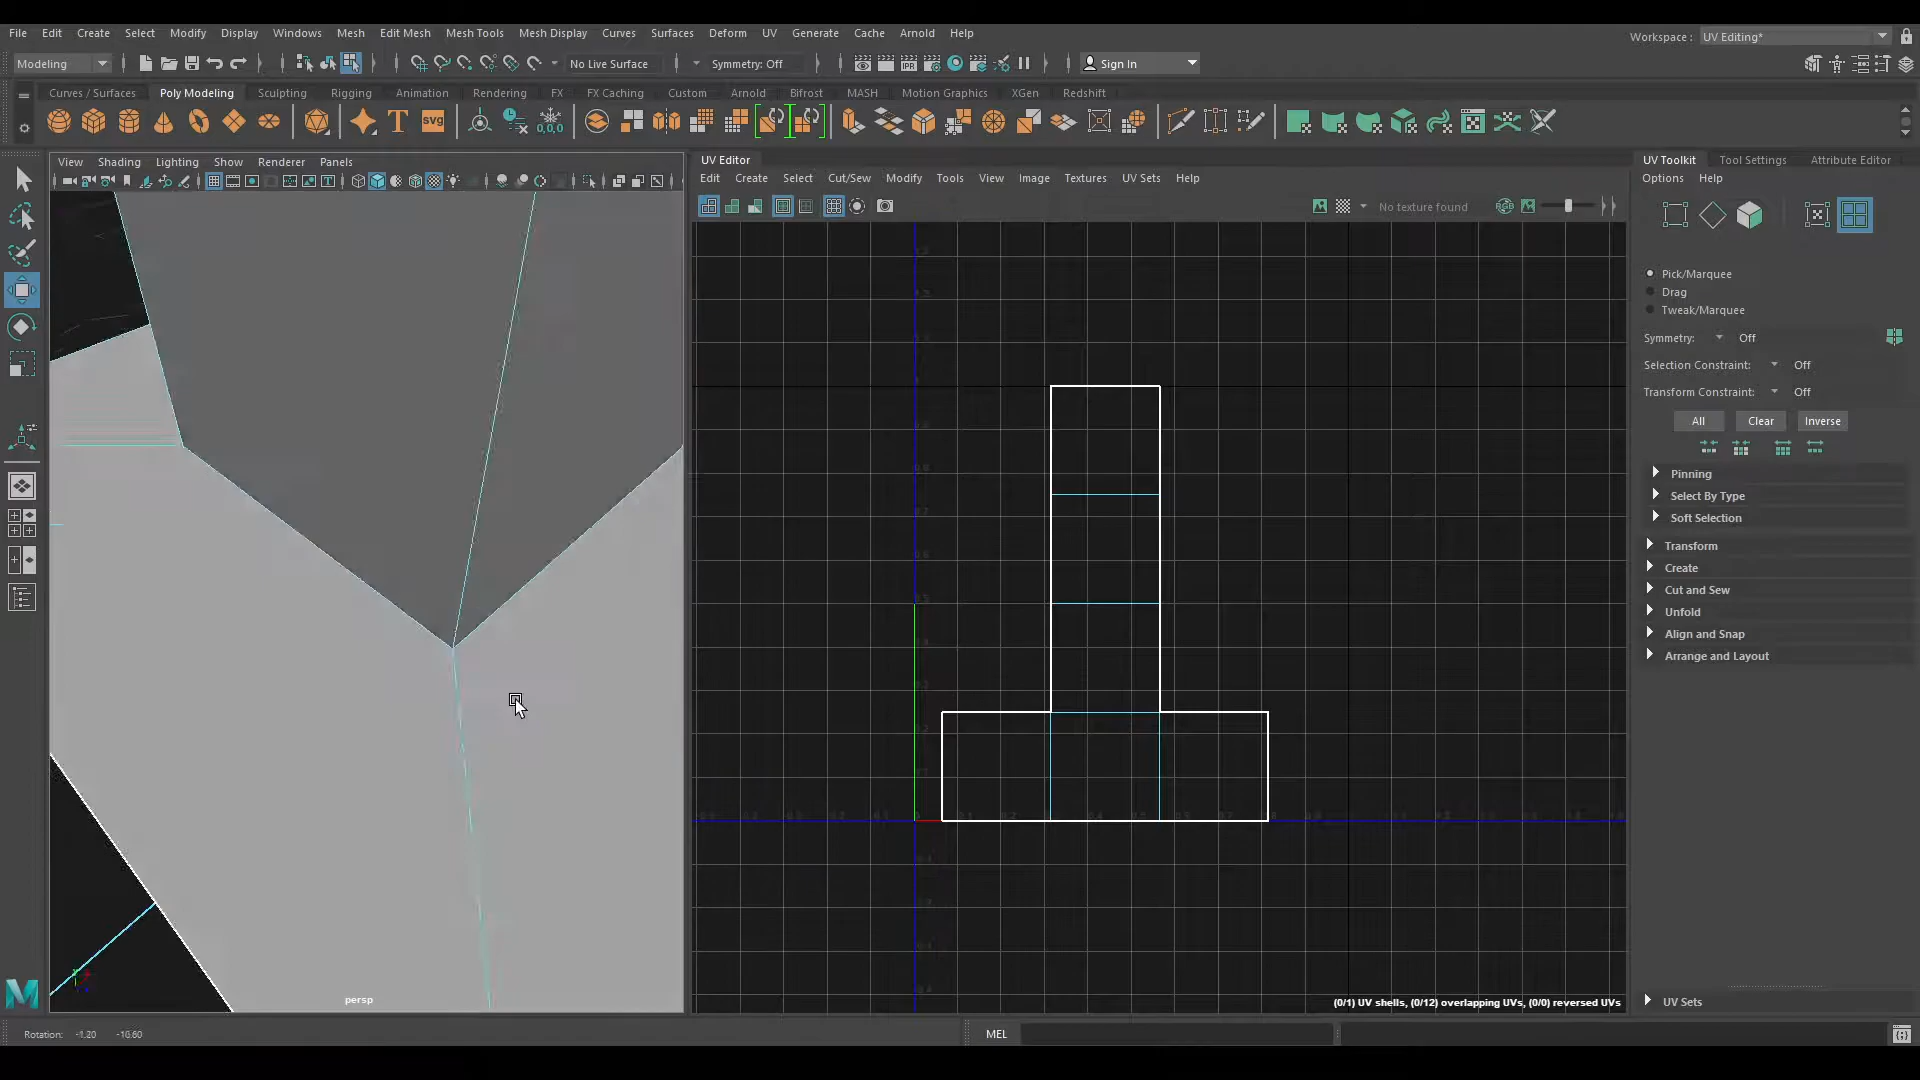 File Edit Create Select Modify Display Windows Mesh Edit Mesh Mesh Tools Mesh Display Curves Surfaces Deform UV Generate Cache Arnold Help
Workspace : UV Editing*
Modeling No Live Surface Symmetry: Off Sign In
Curves / Surfaces Poly Modeling Sculpting Rigging Animation Rendering FX FX Caching Custom Arnold Bifrost MASH Motion Graphics XGen Redshift
T SVG 0,0,0
View Shading Lighting Show Renderer Panels
UV Editor
UV Toolkit Tool Settings Attribute Editor
Edit Create Select Cut/Sew Modify Tools View Image Textures UV Sets Help
Options Help
No texture found
Pick/Marquee
Drag
Tweak/Marquee
Symmetry: Off
Selection Constraint: Off
Transform Constraint: Off
All Clear Inverse
Pinning
Select By Type
Soft Selection
Transform
Create
Cut and Sew
Unfold
Align and Snap
Arrange and Layout
persp
(0/1) UV shells, (0/12) overlapping UVs, (0/0) reversed UVs
UV Sets
Rotation: -1.20 -16.60
MEL